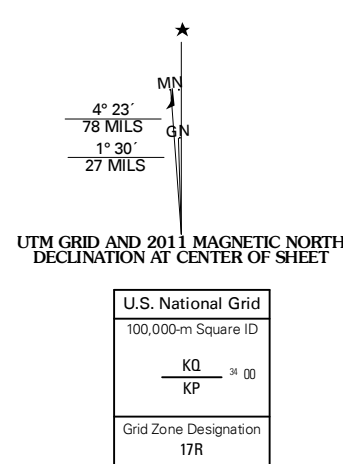 ★
MN
4° 23´
78 MILS
GN
1° 30´
27 MILS
UTM GRID AND 2011 MAGNETIC NORTH
DECLINATION AT CENTER OF SHEET
U.S. National Grid
100,000-m Square ID
KQ
34 00
KP
Grid Zone Designation
17R